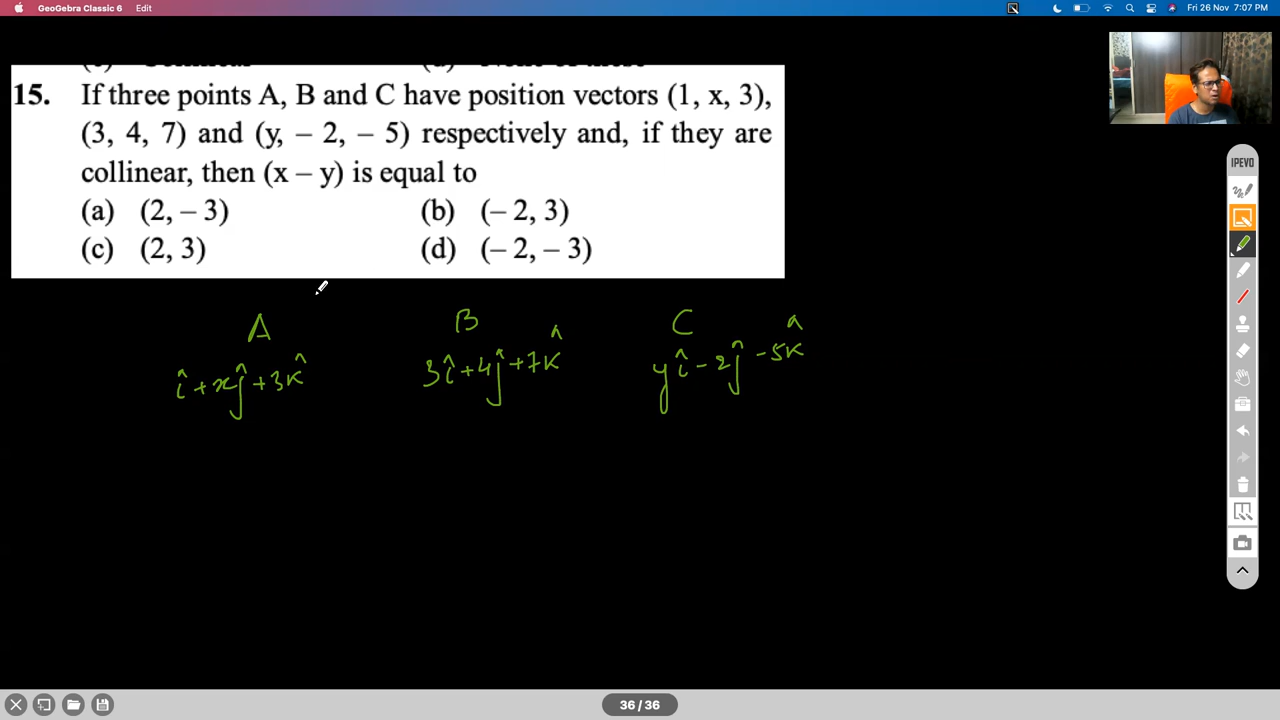 GeoGebra Classic 6 Edit Fri 26 Nov 7:07 PM
15. If three points A, B and C have position vectors (1, x, 3),
(3, 4, 7) and (y, – 2, – 5) respectively and, if they are
collinear, then (x – y) is equal to
(a) (2, – 3) (b) (– 2, 3)
(c) (2, 3) (d) (– 2, – 3)
A B C
î + xĵ + 3k̂ 3î + 4ĵ + 7k̂ yî – 2ĵ – 5k̂
IPEVO
36 / 36